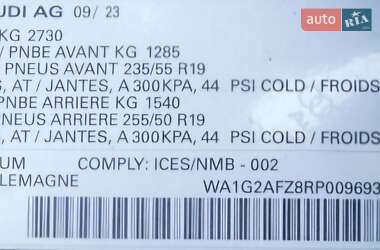 UDI AG 09/ 23
KG 2730
/ PNBE AVANT KG 1285
PNEUS AVANT 235/55 R19
S, AT / JANTES, A 300KPA, 44 PSI COLD / FROIDS
PNBE ARRIERE KG 1540
PNEUS ARRIERE 255/50 R19
S, AT / JANTES, A 300KPA, 44 PSI COLD / FROIDS
UM COMPLY: ICES/NMB - 002
LEMAGNE WA1G2AFZ8RP009693
auto RIA.com